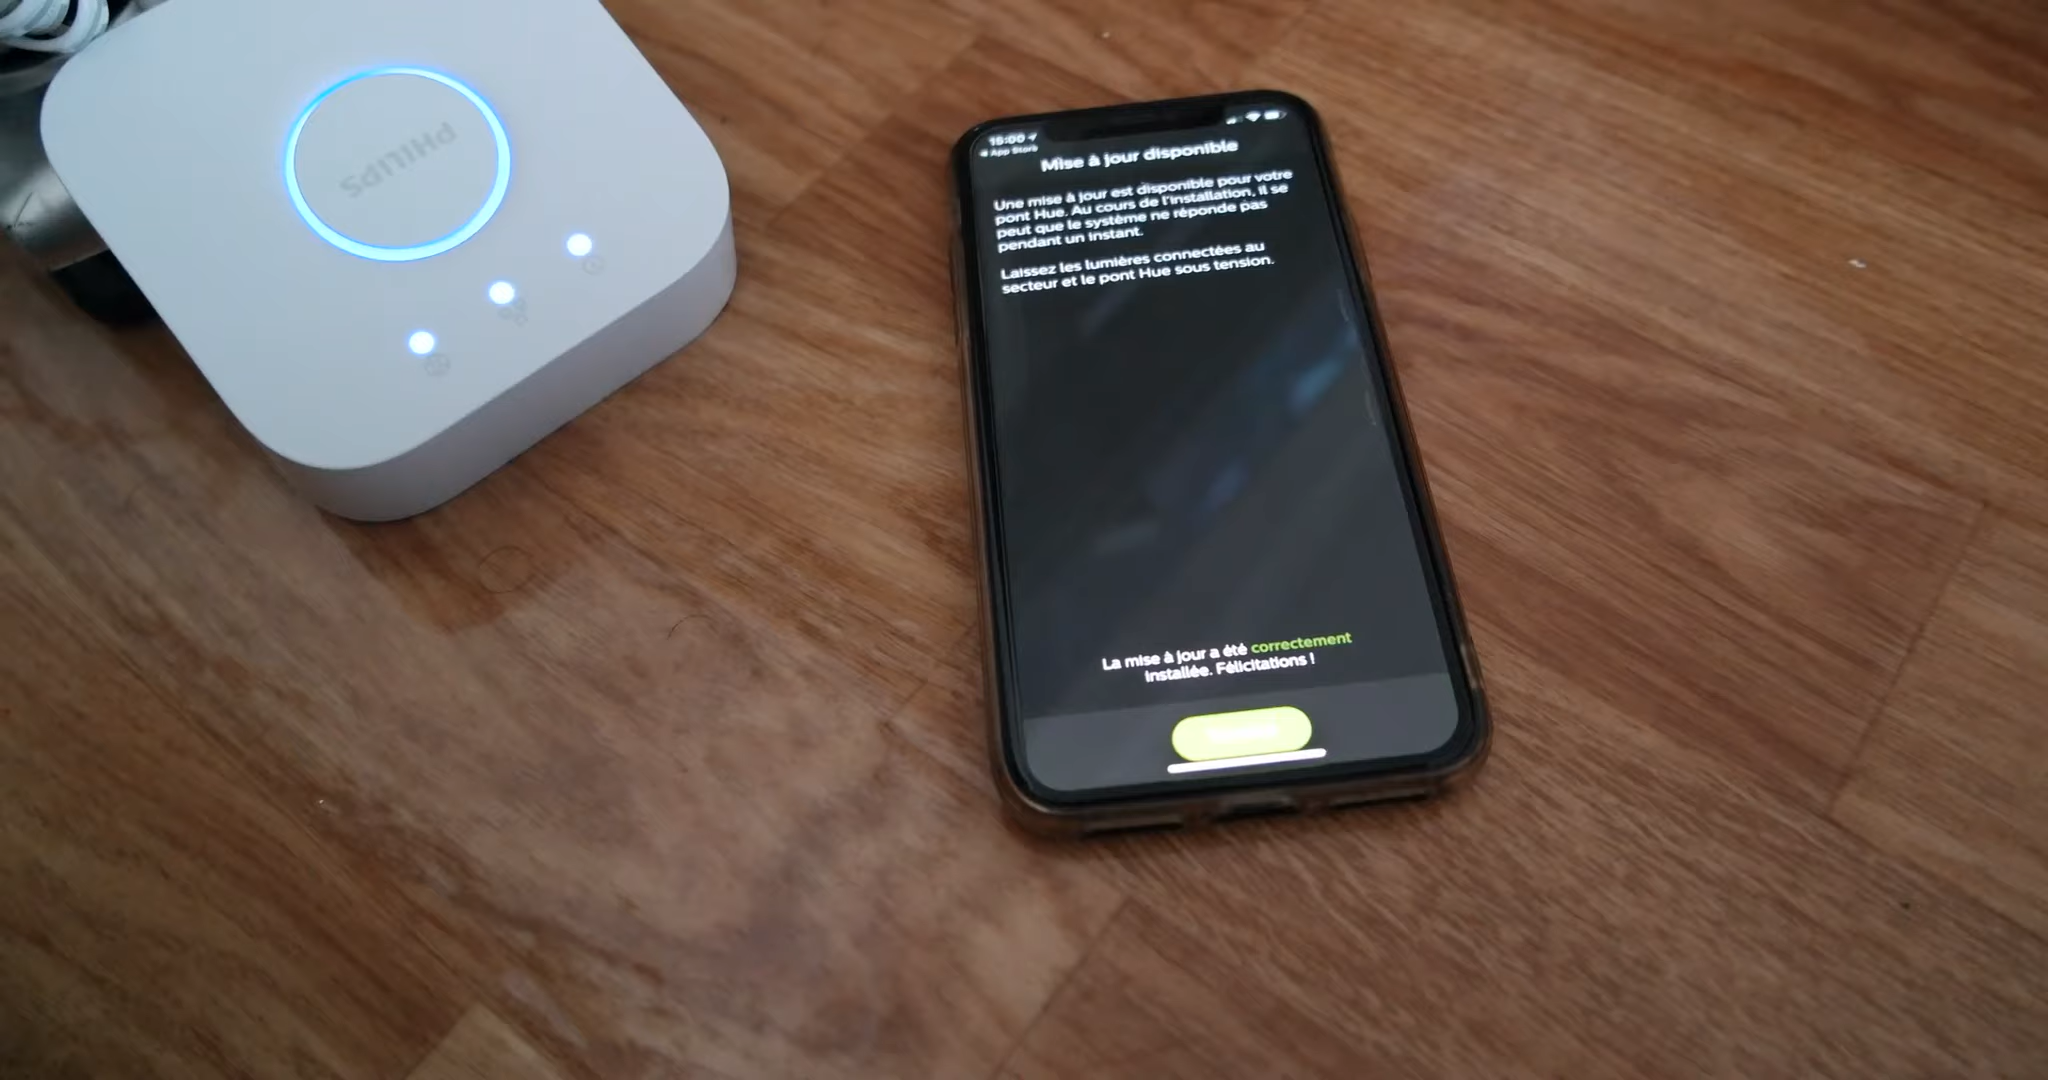 PHILIPS
15:00
App Store
Mise à jour disponible
Une mise à jour est disponible pour votre
pont Hue. Au cours de l'installation, il se
peut que le système ne réponde pas
pendant un instant.
Laissez les lumières connectées au
secteur et le pont Hue sous tension.
La mise à jour a été correctement
installée. Félicitations !